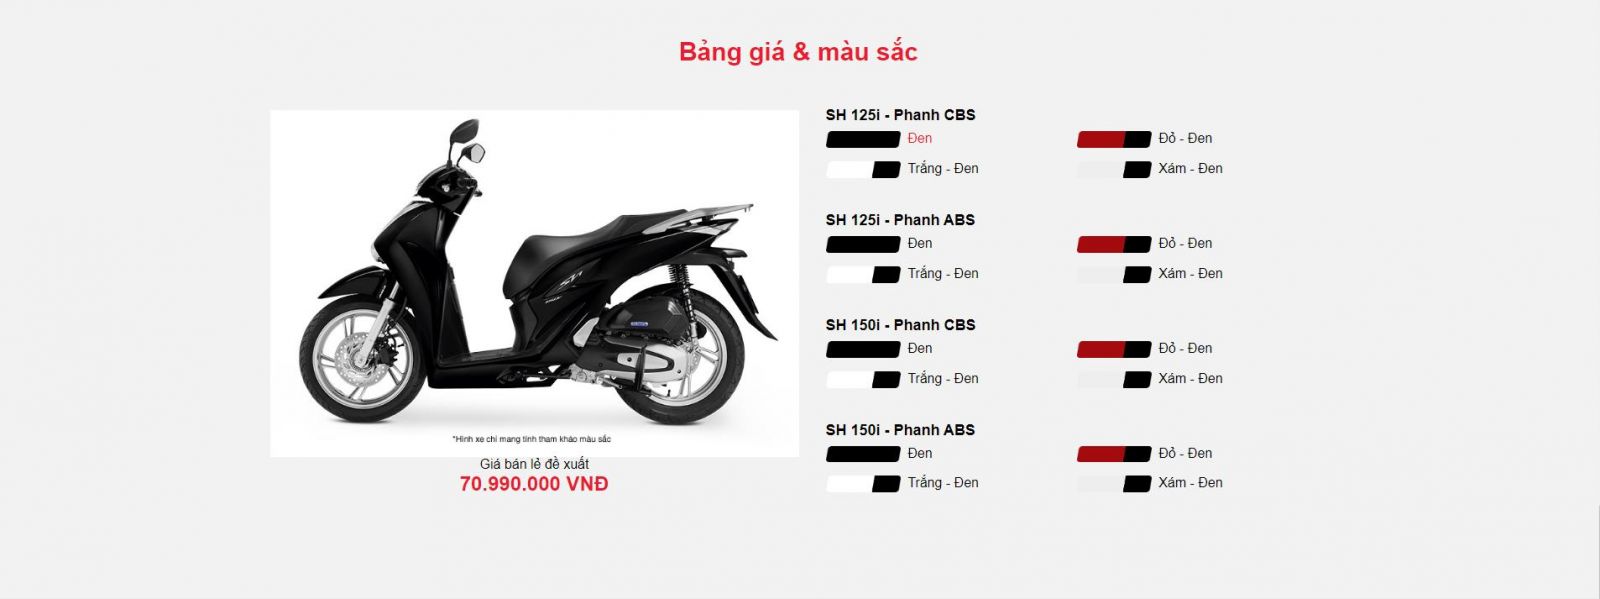 Bảng giá & màu sắc
*Hình xe chỉ mang tính tham khảo màu sắc
Giá bán lẻ đề xuất
70.990.000 VNĐ
SH 125i - Phanh CBS
Đen
Đỏ - Đen
Trắng - Đen
Xám - Đen
SH 125i - Phanh ABS
Đen
Đỏ - Đen
Trắng - Đen
Xám - Đen
SH 150i - Phanh CBS
Đen
Đỏ - Đen
Trắng - Đen
Xám - Đen
SH 150i - Phanh ABS
Đen
Đỏ - Đen
Trắng - Đen
Xám - Đen